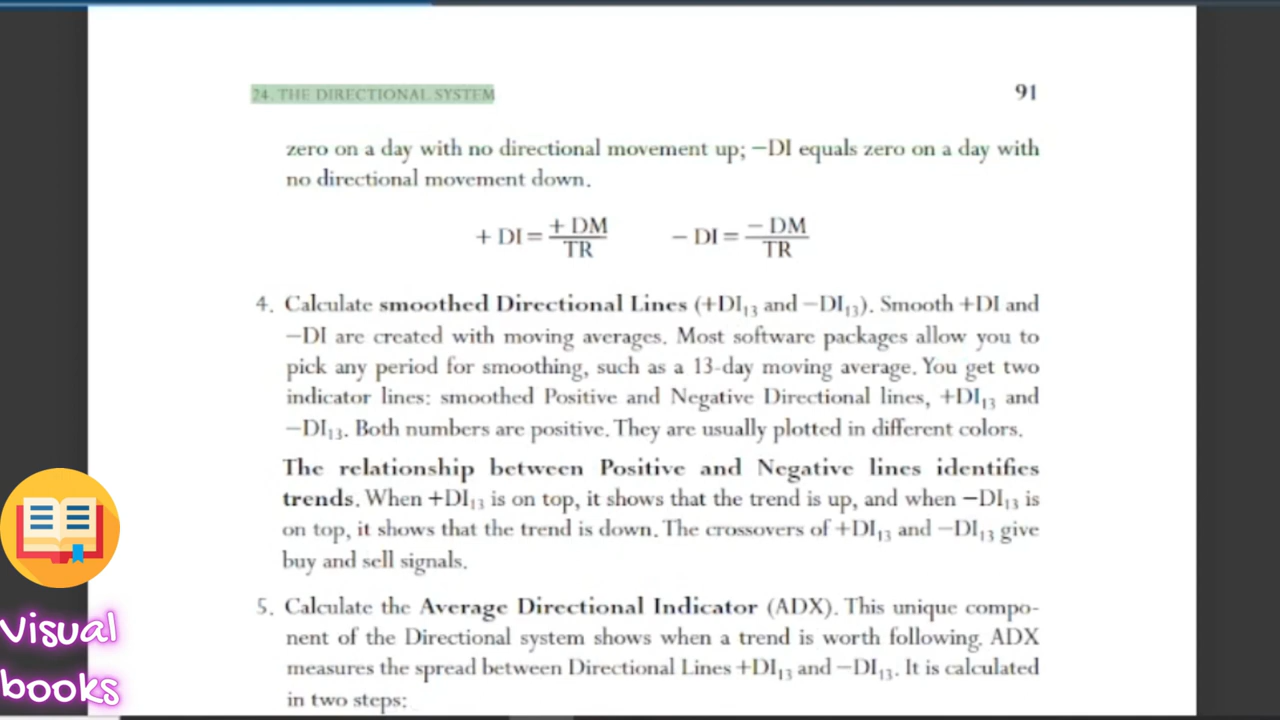 24. THE DIRECTIONAL SYSTEM 91
zero on a day with no directional movement up; −DI equals zero on a day with
no directional movement down.
+ DI = + DM / TR − DI = − DM / TR
4. Calculate smoothed Directional Lines (+DI₁₃ and −DI₁₃). Smooth +DI and
−DI are created with moving averages. Most software packages allow you to
pick any period for smoothing, such as a 13-day moving average. You get two
indicator lines: smoothed Positive and Negative Directional lines, +DI₁₃ and
−DI₁₃. Both numbers are positive. They are usually plotted in different colors.
The relationship between Positive and Negative lines identifies
trends. When +DI₁₃ is on top, it shows that the trend is up, and when −DI₁₃ is
on top, it shows that the trend is down. The crossovers of +DI₁₃ and −DI₁₃ give
buy and sell signals.
5. Calculate the Average Directional Indicator (ADX). This unique compo-
nent of the Directional system shows when a trend is worth following. ADX
measures the spread between Directional Lines +DI₁₃ and −DI₁₃. It is calculated
in two steps:
Visual
books